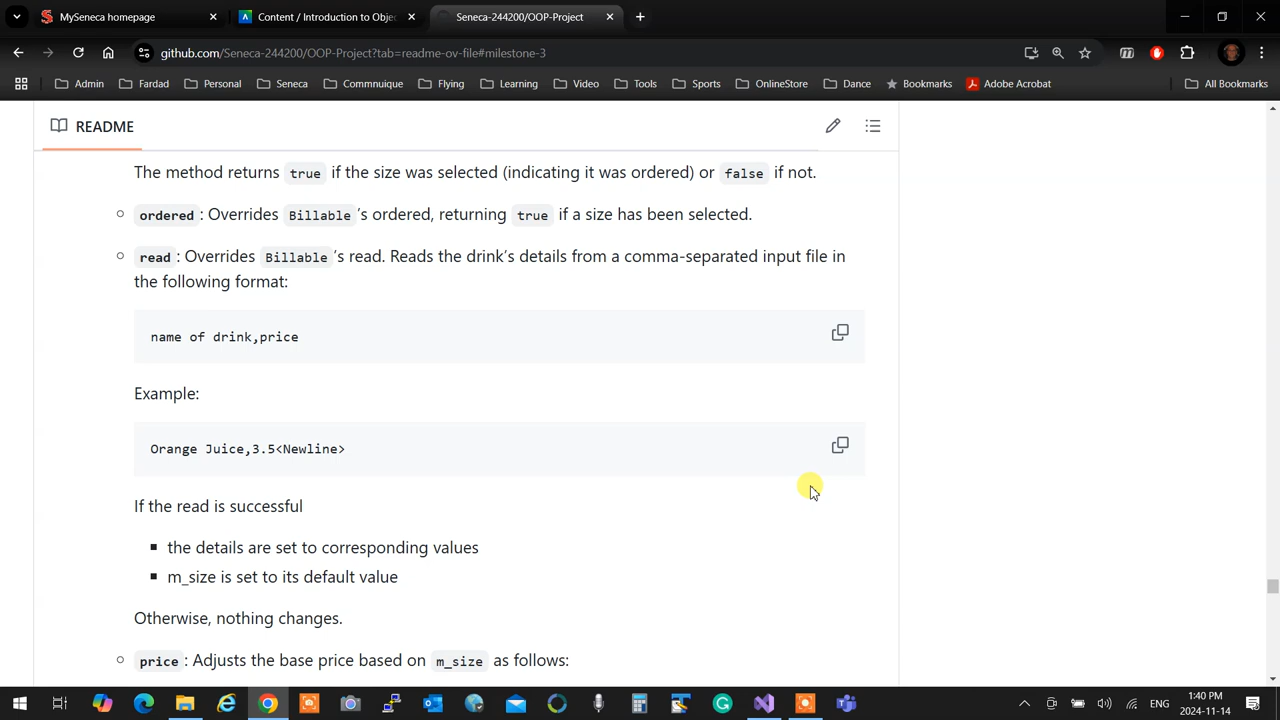 MySeneca homepage
Content / Introduction to Obje
Seneca-244200/OOP-Project
github.com/Seneca-244200/OOP-Project?tab=readme-ov-file#milestone-3
Admin
Fardad
Personal
Seneca
Commnuique
Flying
Learning
Video
Tools
Sports
OnlineStore
Dance
Bookmarks
Adobe Acrobat
All Bookmarks
README
The method returns true if the size was selected (indicating it was ordered) or false if not.
ordered: Overrides Billable's ordered, returning true if a size has been selected.
read: Overrides Billable's read. Reads the drink's details from a comma-separated input file in
the following format:
name of drink,price
Example:
Orange Juice,3.5<Newline>
If the read is successful
the details are set to corresponding values
m_size is set to its default value
Otherwise, nothing changes.
price: Adjusts the base price based on m_size as follows:
ENG
1:40 PM
2024-11-14